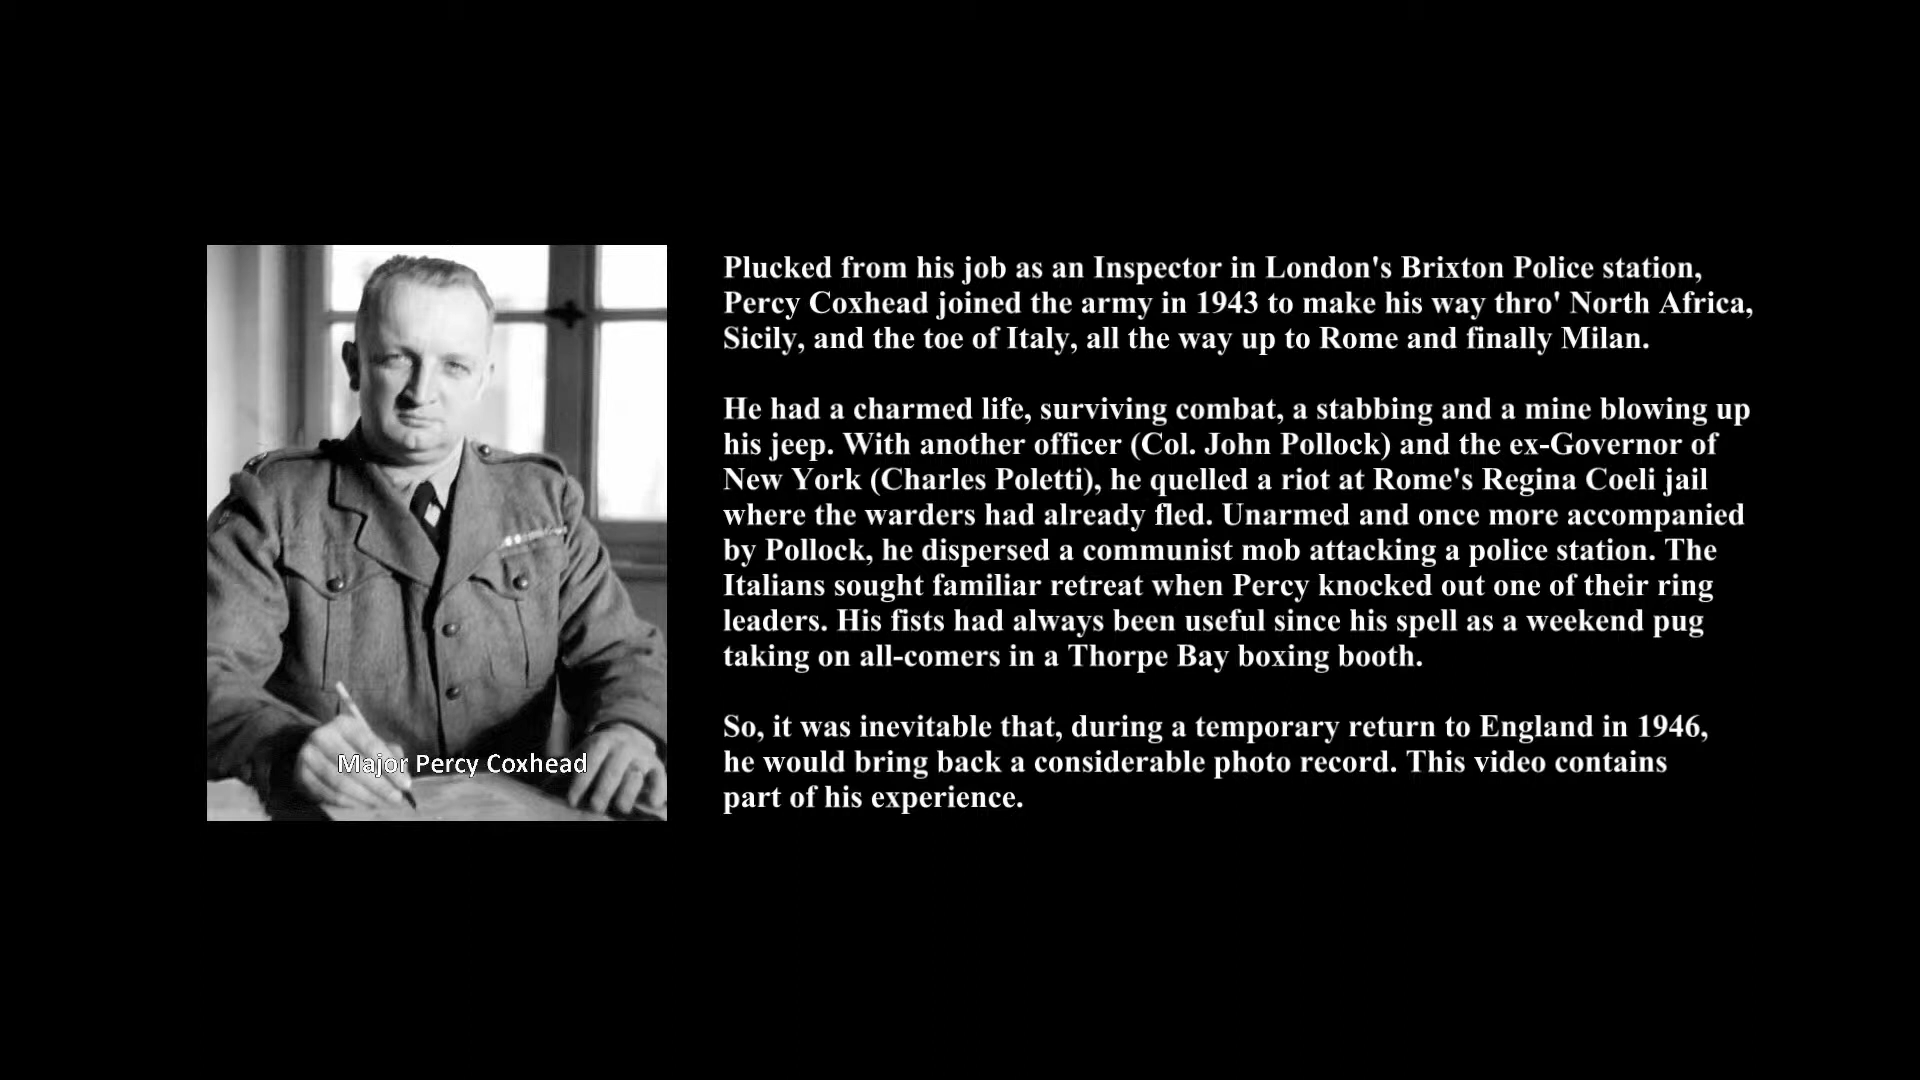 Major Percy Coxhead
Plucked from his job as an Inspector in London's Brixton Police station,
Percy Coxhead joined the army in 1943 to make his way thro' North Africa,
Sicily, and the toe of Italy, all the way up to Rome and finally Milan.
He had a charmed life, surviving combat, a stabbing and a mine blowing up
his jeep. With another officer (Col. John Pollock) and the ex-Governor of
New York (Charles Poletti), he quelled a riot at Rome's Regina Coeli jail
where the warders had already fled. Unarmed and once more accompanied
by Pollock, he dispersed a communist mob attacking a police station. The
Italians sought familiar retreat when Percy knocked out one of their ring
leaders. His fists had always been useful since his spell as a weekend pug
taking on all-comers in a Thorpe Bay boxing booth.
So, it was inevitable that, during a temporary return to England in 1946,
he would bring back a considerable photo record. This video contains
part of his experience.